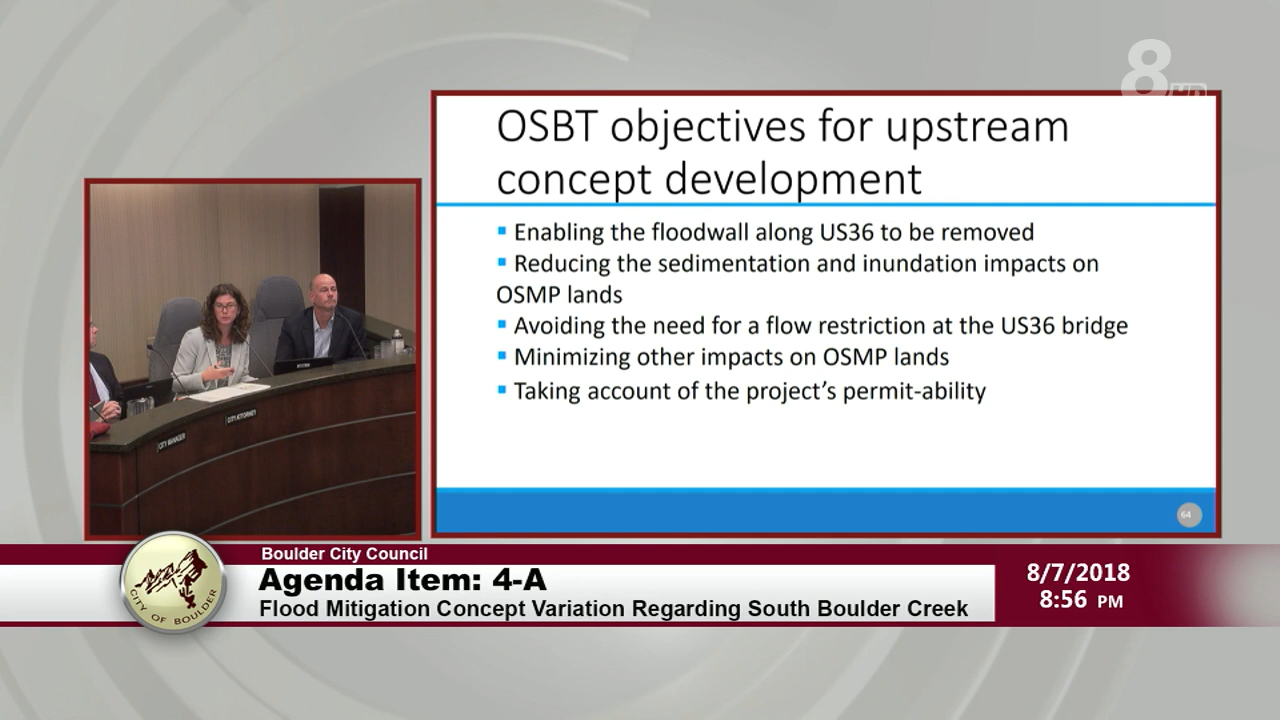 8
HD
OSBT objectives for upstream
concept development
Enabling the floodwall along US36 to be removed
Reducing the sedimentation and inundation impacts on
OSMP lands
Avoiding the need for a flow restriction at the US36 bridge
Minimizing other impacts on OSMP lands
Taking account of the project's permit-ability
64
CITY MANAGER
CITY ATTORNEY
Boulder City Council
Agenda Item: 4-A
Flood Mitigation Concept Variation Regarding South Boulder Creek
CITY OF BOULDER
8/7/2018
8:56 PM